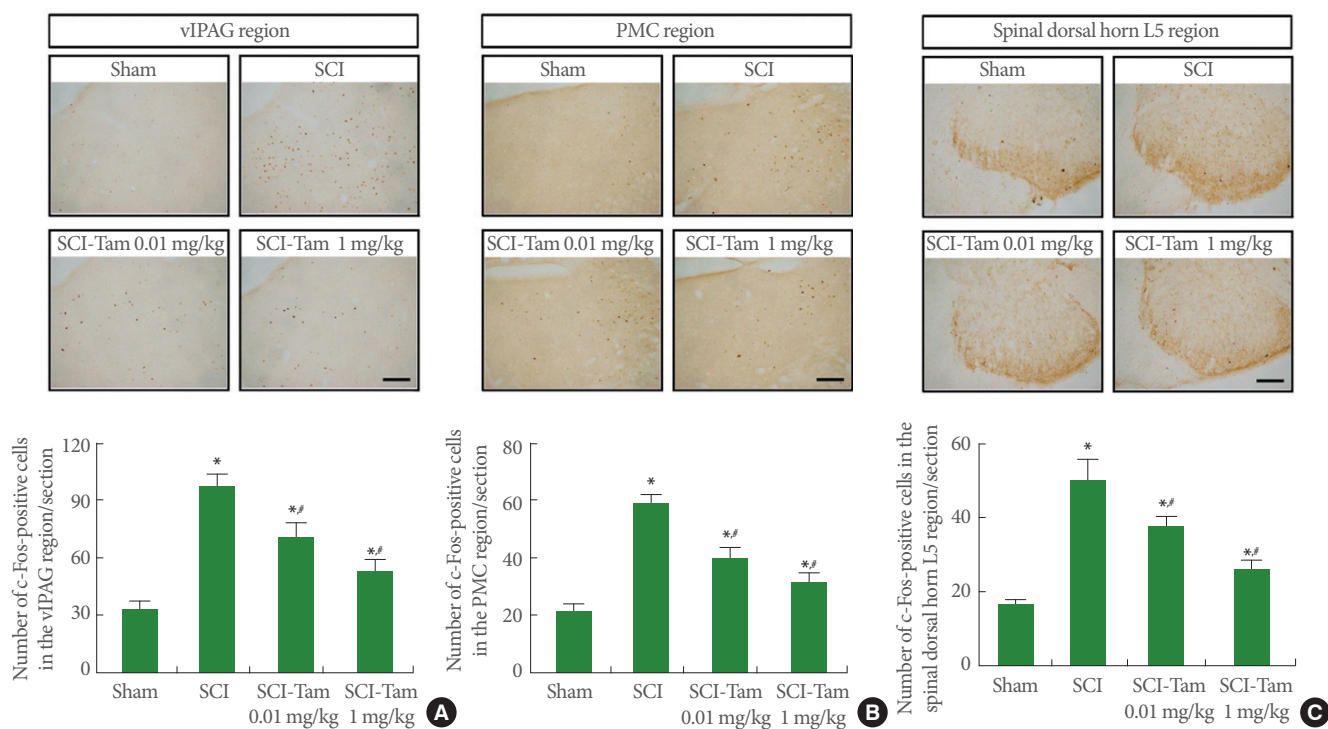 vlPAG region
Sham
SCI
SCI-Tam 0.01 mg/kg
SCI-Tam 1 mg/kg
Number of c-Fos-positive cells
in the vlPAG region/section
120
90
60
30
0
*
*,#
*,#
Sham
SCI
SCI-Tam
0.01 mg/kg
SCI-Tam
1 mg/kg
A
PMC region
Sham
SCI
SCI-Tam 0.01 mg/kg
SCI-Tam 1 mg/kg
Number of c-Fos-positive cells
in the PMC region/section
80
60
40
20
0
*
*,#
*,#
Sham
SCI
SCI-Tam
0.01 mg/kg
SCI-Tam
1 mg/kg
B
Spinal dorsal horn L5 region
Sham
SCI
SCI-Tam 0.01 mg/kg
SCI-Tam 1 mg/kg
Number of c-Fos-positive cells in the
spinal dorsal horn L5 region/section
60
40
20
0
*
*,#
*,#
Sham
SCI
SCI-Tam
0.01 mg/kg
SCI-Tam
1 mg/kg
C